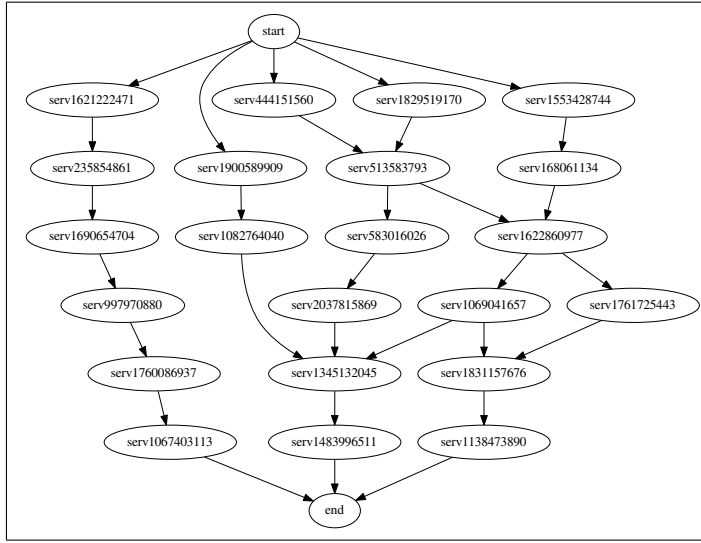 start
serv1621222471
serv444151560
serv1829519170
serv1553428744
serv235854861
serv1900589909
serv513583793
serv168061134
serv1690654704
serv1082764040
serv583016026
serv1622860977
serv997970880
serv2037815869
serv1069041657
serv1761725443
serv1760086937
serv1345132045
serv1831157676
serv1067403113
serv1483996511
serv1138473890
end